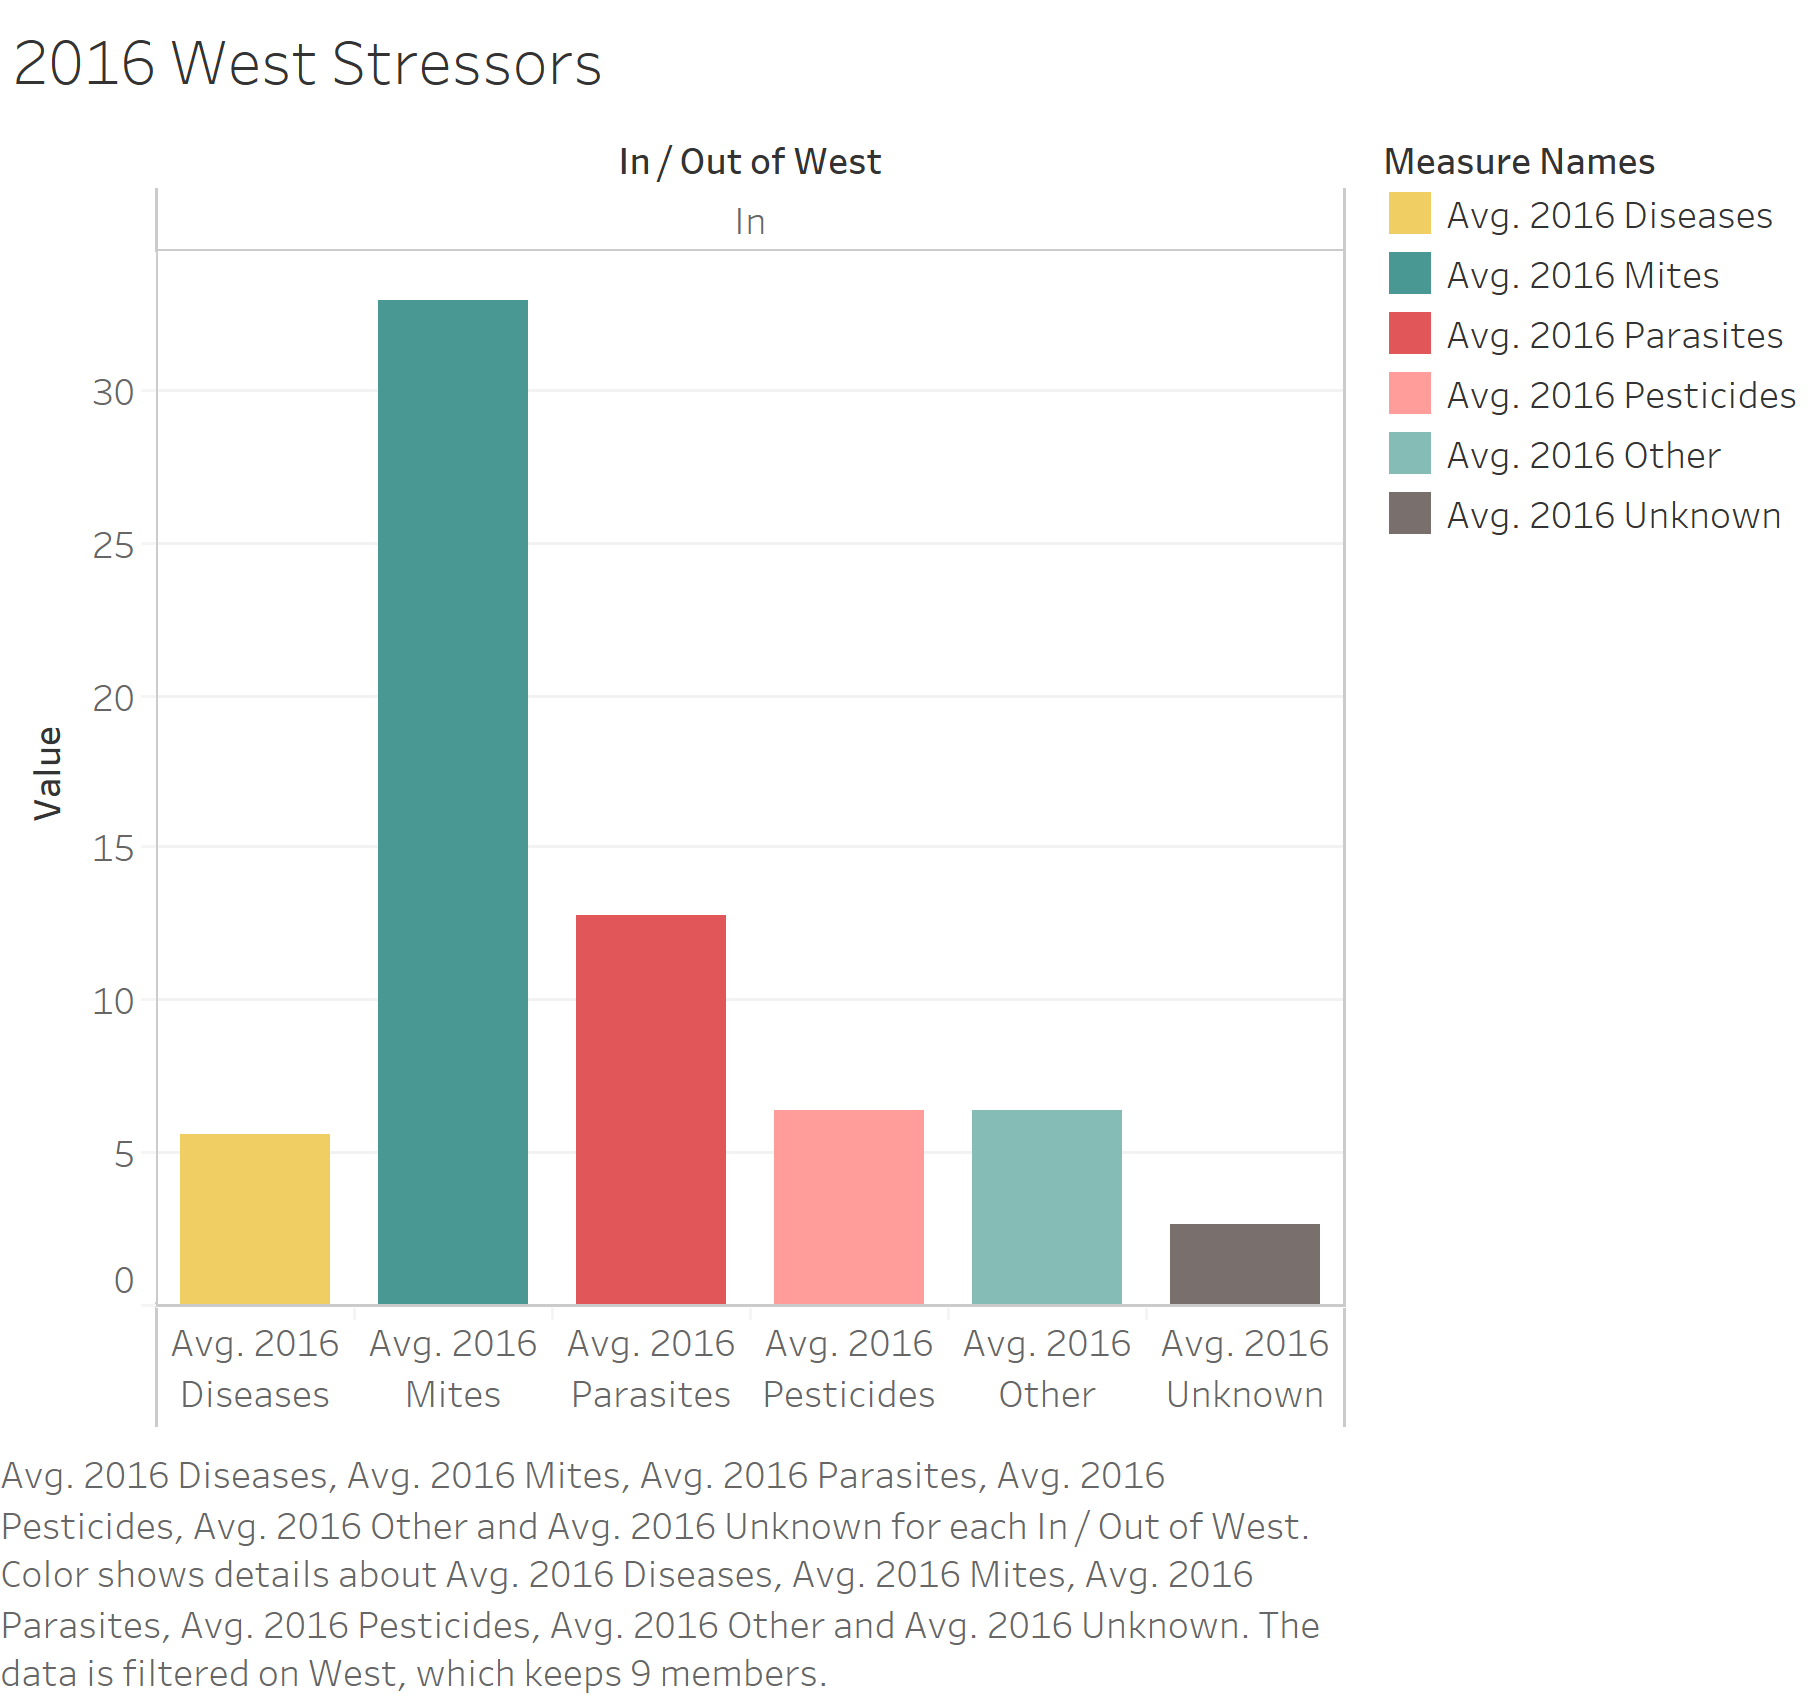 2016 West Stressors
In / Out of West
In
Measure Names
Avg. 2016 Diseases
Avg. 2016 Mites
Avg. 2016 Parasites
Avg. 2016 Pesticides
Avg. 2016 Other
Avg. 2016 Unknown
Value
30
25
20
15
10
5
0
Avg. 2016
Diseases
Avg. 2016
Mites
Avg. 2016
Parasites
Avg. 2016
Pesticides
Avg. 2016
Other
Avg. 2016
Unknown
Avg. 2016 Diseases, Avg. 2016 Mites, Avg. 2016 Parasites, Avg. 2016
Pesticides, Avg. 2016 Other and Avg. 2016 Unknown for each In / Out of West.
Color shows details about Avg. 2016 Diseases, Avg. 2016 Mites, Avg. 2016
Parasites, Avg. 2016 Pesticides, Avg. 2016 Other and Avg. 2016 Unknown. The
data is filtered on West, which keeps 9 members.